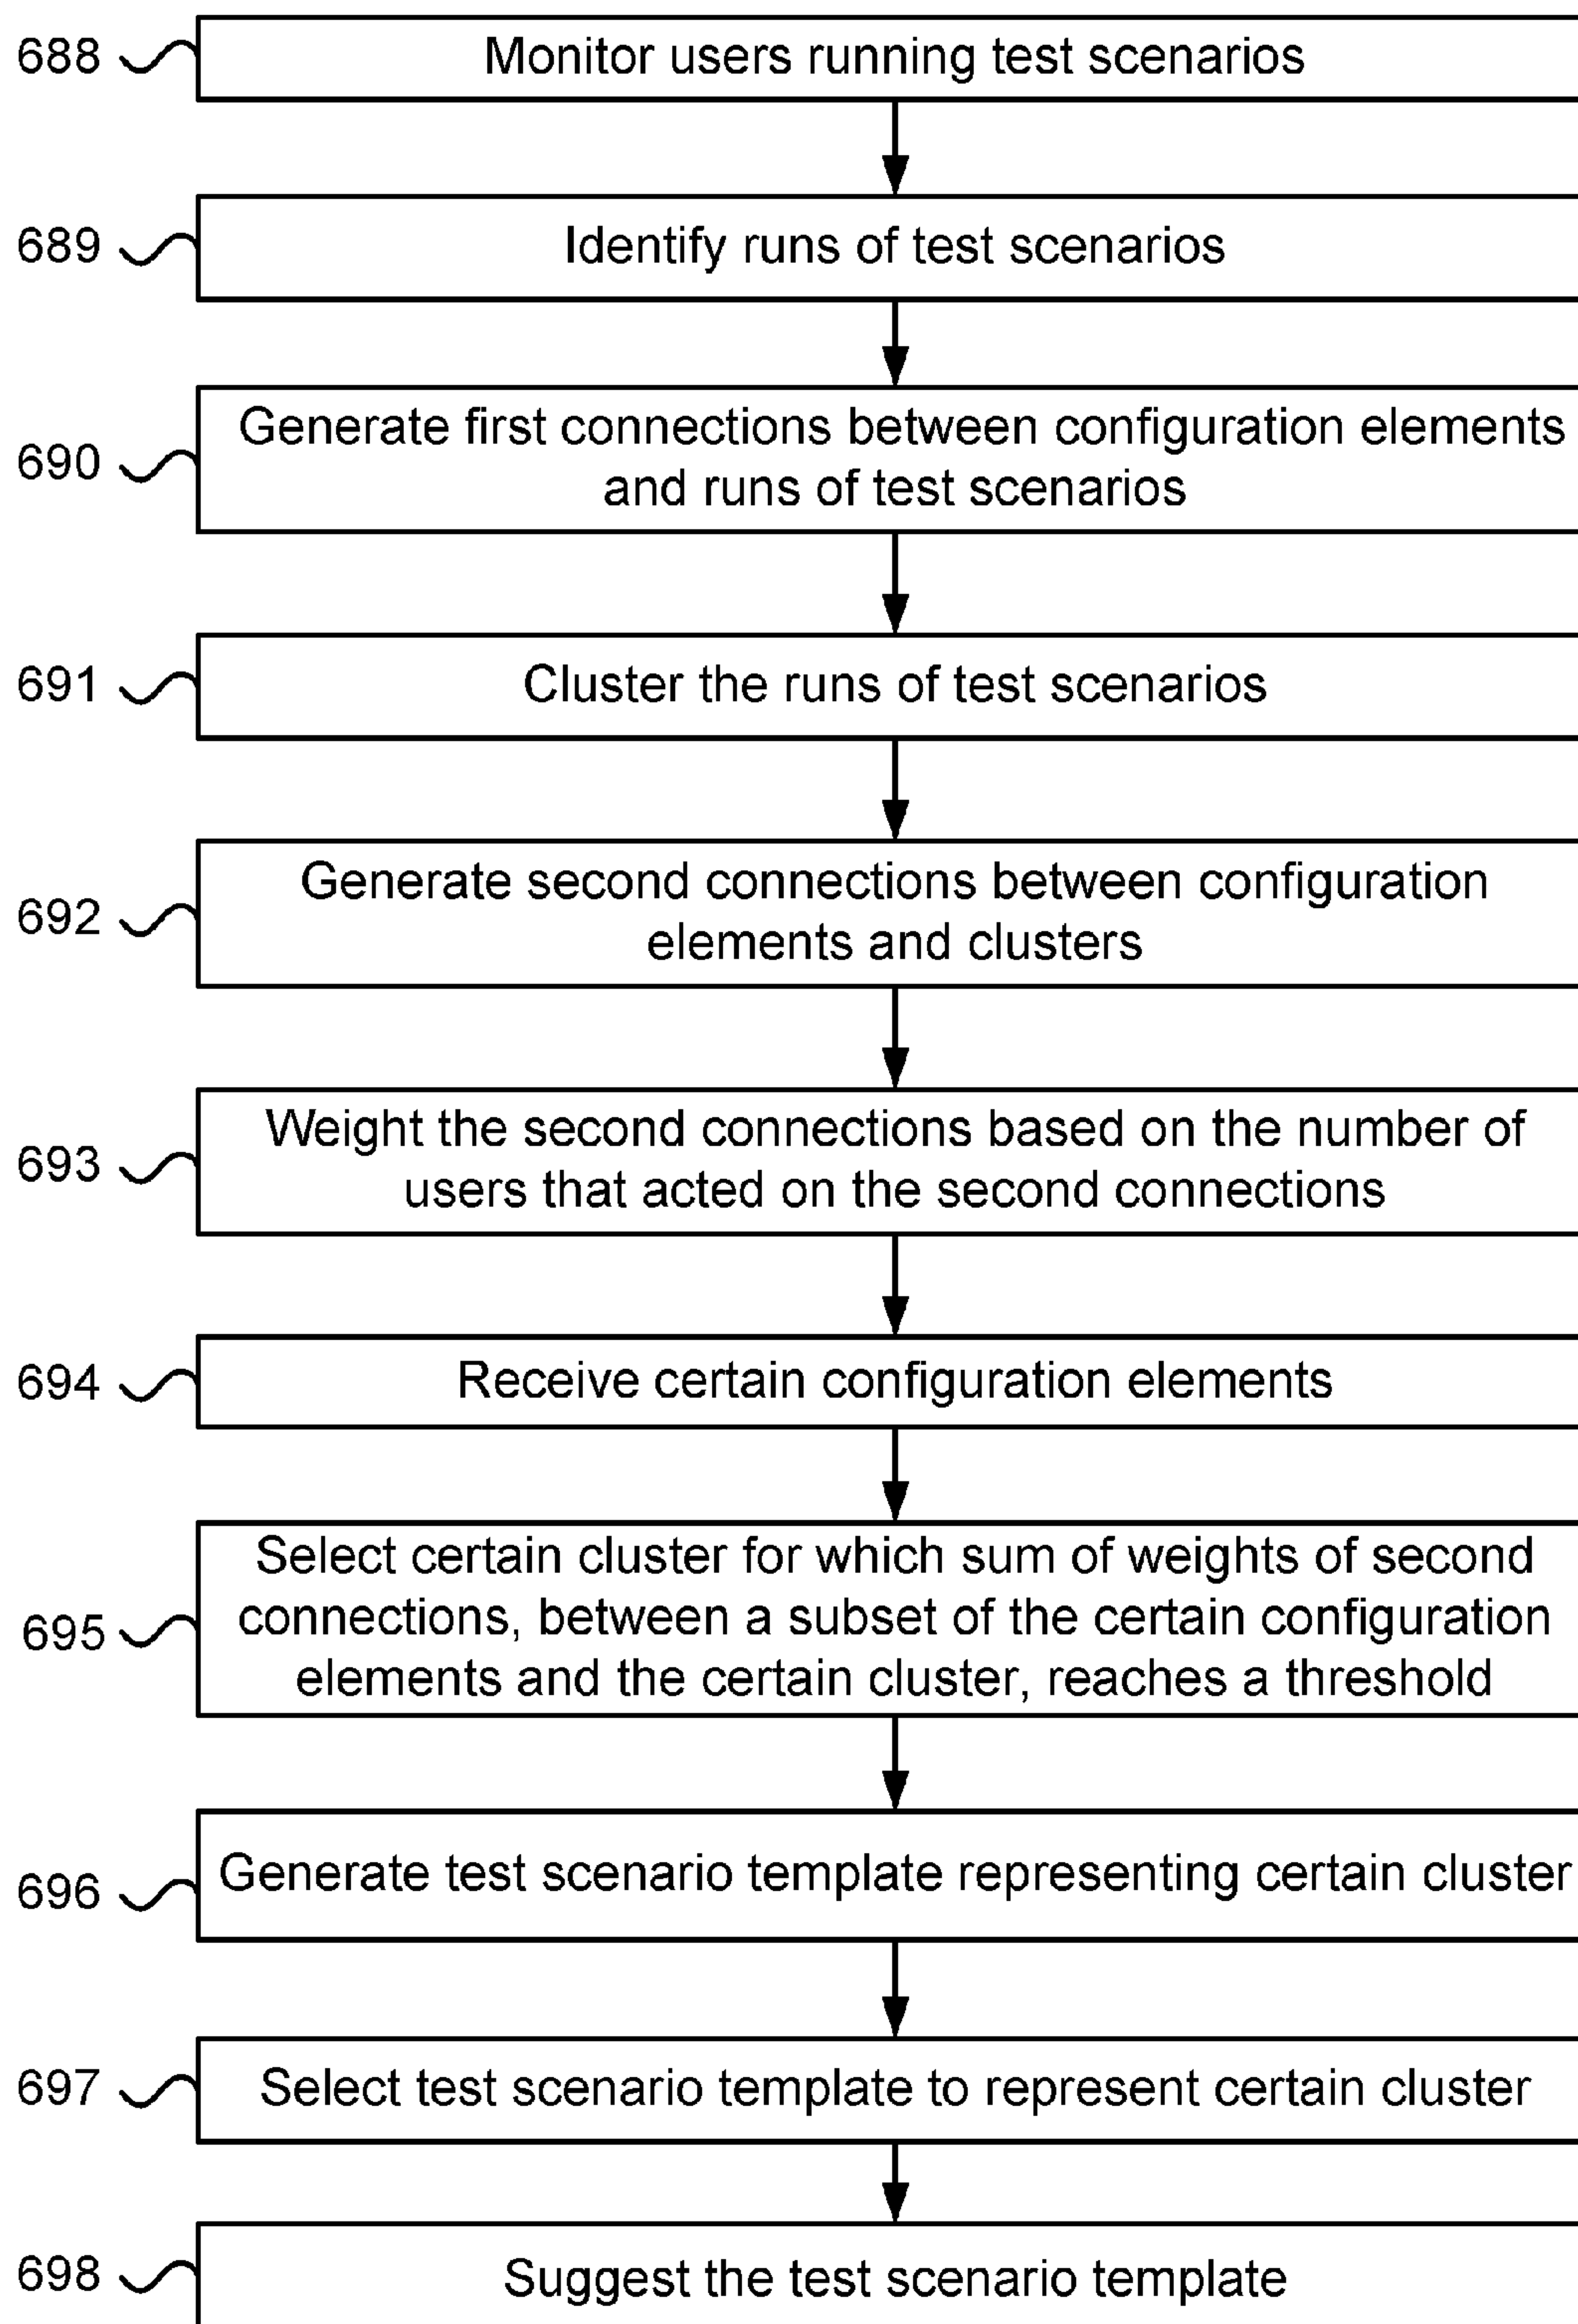 688
Monitor users running test scenarios
689
Identify runs of test scenarios
690
Generate first connections between configuration elements
and runs of test scenarios
691
Cluster the runs of test scenarios
692
Generate second connections between configuration
elements and clusters
693
Weight the second connections based on the number of
users that acted on the second connections
694
Receive certain configuration elements
695
Select certain cluster for which sum of weights of second
connections, between a subset of the certain configuration
elements and the certain cluster, reaches a threshold
696
Generate test scenario template representing certain cluster
697
Select test scenario template to represent certain cluster
698
Suggest the test scenario template